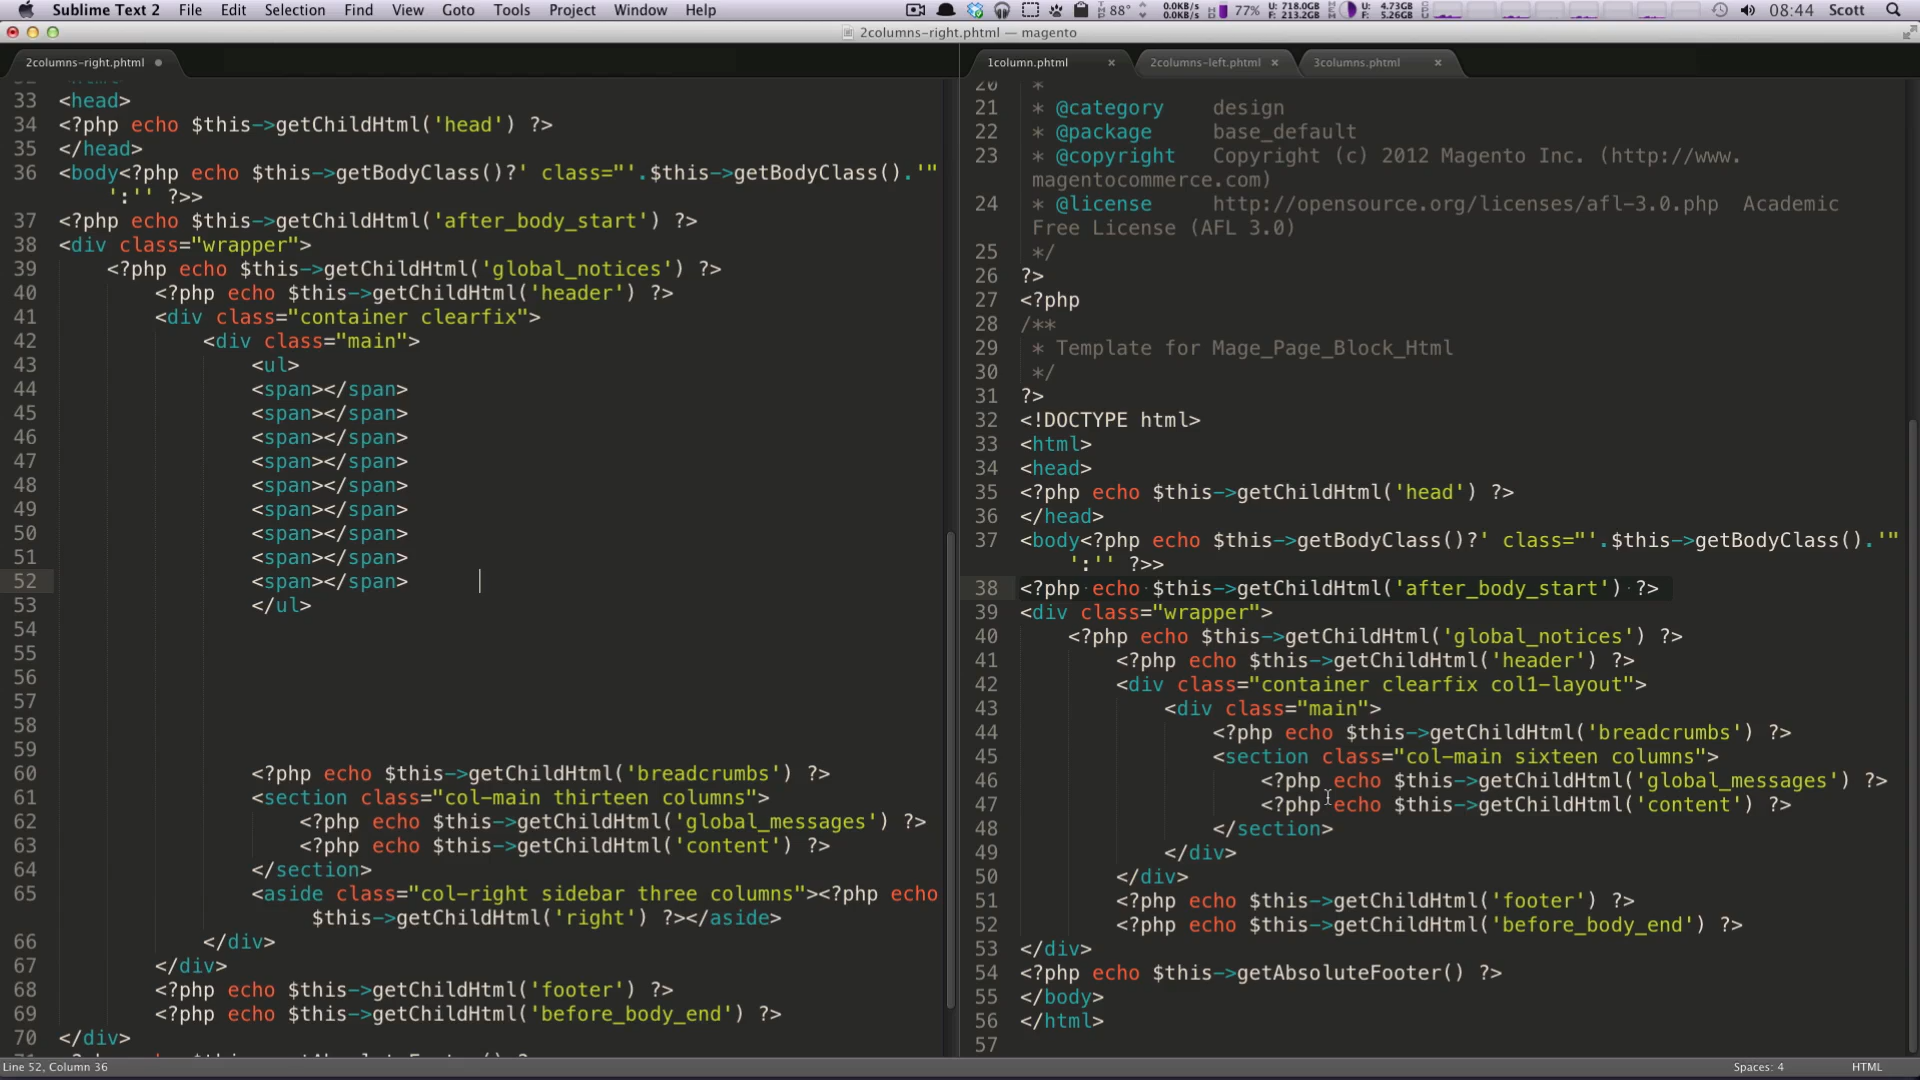 Sublime Text 2 File Edit Selection Find View Goto Tools Project Window Help 88° 0.0KB/s 0.0KB/s 77% U: 718.0GB F: 213.2GB U: 4.73GB F: 5.26GB 08:44 Scott
2columns-right.phtml — magento
2columns-right.phtml
33 <head>
34 <?php echo $this->getChildHtml('head') ?>
35 </head>
36 <body<?php echo $this->getBodyClass()?' class="'.$this->getBodyClass().'"
':'' ?>>
37 <?php echo $this->getChildHtml('after_body_start') ?>
38 <div class="wrapper">
39 <?php echo $this->getChildHtml('global_notices') ?>
40 <?php echo $this->getChildHtml('header') ?>
41 <div class="container clearfix">
42 <div class="main">
43 <ul>
44 <span></span>
45 <span></span>
46 <span></span>
47 <span></span>
48 <span></span>
49 <span></span>
50 <span></span>
51 <span></span>
52 <span></span>
53 </ul>
54
55
56
57
58
59
60 <?php echo $this->getChildHtml('breadcrumbs') ?>
61 <section class="col-main thirteen columns">
62 <?php echo $this->getChildHtml('global_messages') ?>
63 <?php echo $this->getChildHtml('content') ?>
64 </section>
65 <aside class="col-right sidebar three columns"><?php echo
$this->getChildHtml('right') ?></aside>
66 </div>
67 </div>
68 <?php echo $this->getChildHtml('footer') ?>
69 <?php echo $this->getChildHtml('before_body_end') ?>
70 </div>
1column.phtml 2columns-left.phtml 3columns.phtml
20 *
21 * @category design
22 * @package base_default
23 * @copyright Copyright (c) 2012 Magento Inc. (http://www.
magentocommerce.com)
24 * @license http://opensource.org/licenses/afl-3.0.php Academic
Free License (AFL 3.0)
25 */
26 ?>
27 <?php
28 /**
29 * Template for Mage_Page_Block_Html
30 */
31 ?>
32 <!DOCTYPE html>
33 <html>
34 <head>
35 <?php echo $this->getChildHtml('head') ?>
36 </head>
37 <body<?php echo $this->getBodyClass()?' class="'.$this->getBodyClass().'"
':'' ?>>
38 <?php echo $this->getChildHtml('after_body_start') ?>
39 <div class="wrapper">
40 <?php echo $this->getChildHtml('global_notices') ?>
41 <?php echo $this->getChildHtml('header') ?>
42 <div class="container clearfix col1-layout">
43 <div class="main">
44 <?php echo $this->getChildHtml('breadcrumbs') ?>
45 <section class="col-main sixteen columns">
46 <?php echo $this->getChildHtml('global_messages') ?>
47 <?php echo $this->getChildHtml('content') ?>
48 </section>
49 </div>
50 </div>
51 <?php echo $this->getChildHtml('footer') ?>
52 <?php echo $this->getChildHtml('before_body_end') ?>
53 </div>
54 <?php echo $this->getAbsoluteFooter() ?>
55 </body>
56 </html>
57
Line 52, Column 36 Spaces: 4 HTML